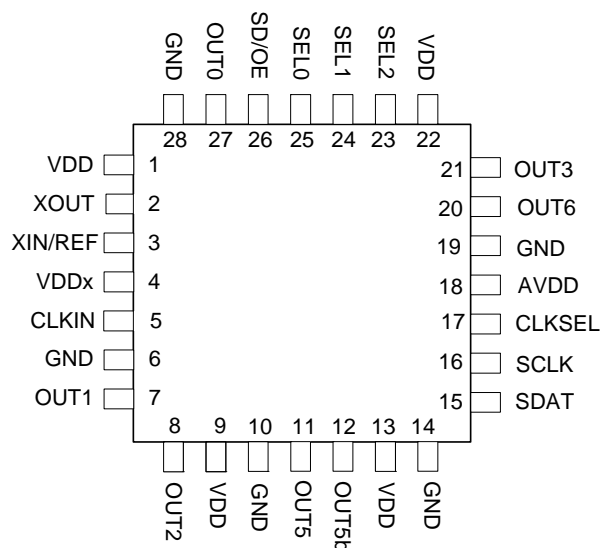 GND OUT0 SD/OE SEL0 SEL1 SEL2 VDD
28 27 26 25 24 23 22
VDD 1 21 OUT3
XOUT 2 20 OUT6
XIN/REF 3 19 GND
VDDx 4 18 AVDD
CLKIN 5 17 CLKSEL
GND 6 16 SCLK
OUT1 7 15 SDAT
8 9 10 11 12 13 14
OUT2 VDD GND OUT5 OUT5b VDD GND